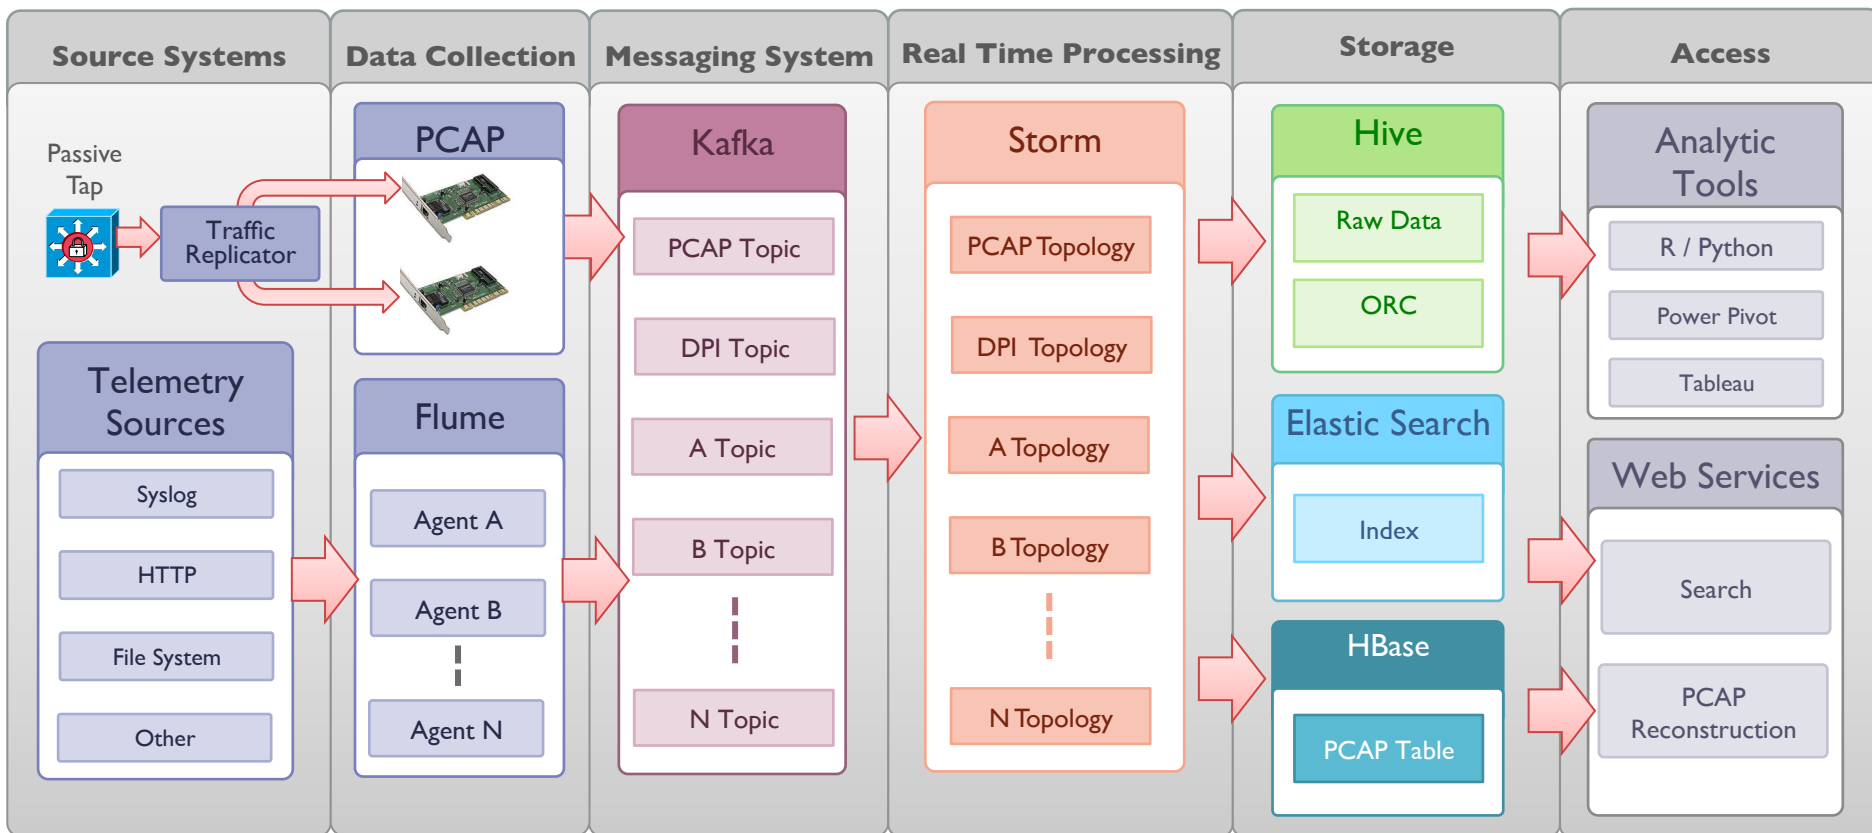 Source Systems
Data Collection
Messaging System
Real Time Processing
Storage
Access
Passive
Tap
Traffic
Replicator
Telemetry
Sources
Syslog
HTTP
File System
Other
PCAP
Flume
Agent A
Agent B
Agent N
Kafka
PCAP Topic
DPI Topic
A Topic
B Topic
N Topic
Storm
PCAP Topology
DPI Topology
A Topology
B Topology
N Topology
Hive
Raw Data
ORC
Elastic Search
Index
HBase
PCAP Table
Analytic
Tools
R / Python
Power Pivot
Tableau
Web Services
Search
PCAP
Reconstruction